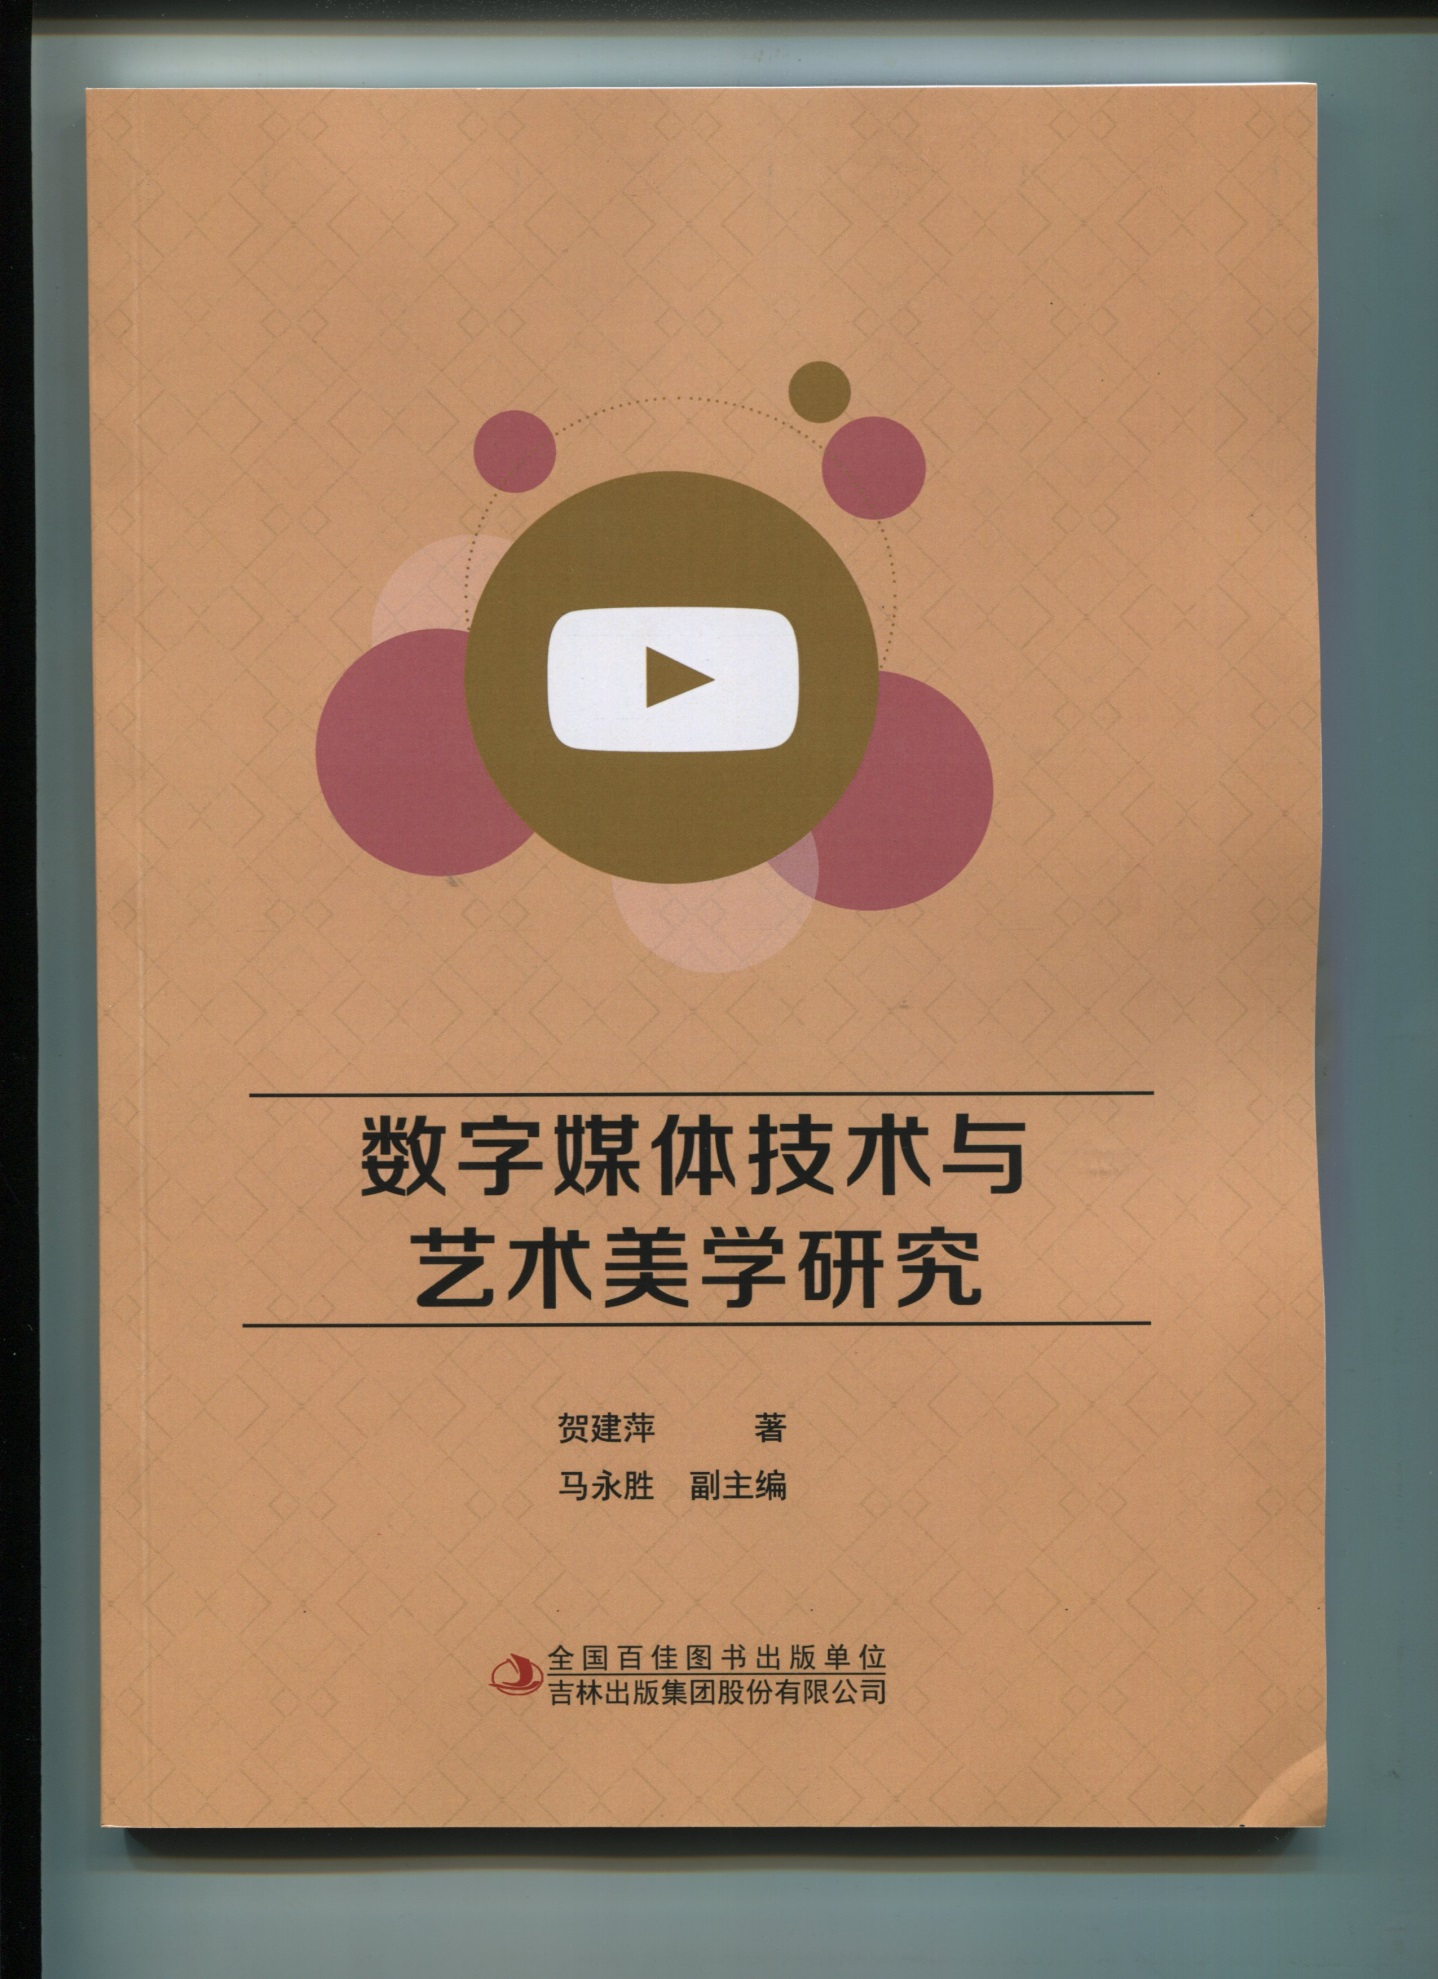 数字媒体技术与
艺术美学研究
贺建萍 著
马永胜 副主编
全国百佳图书出版单位
吉林出版集团股份有限公司